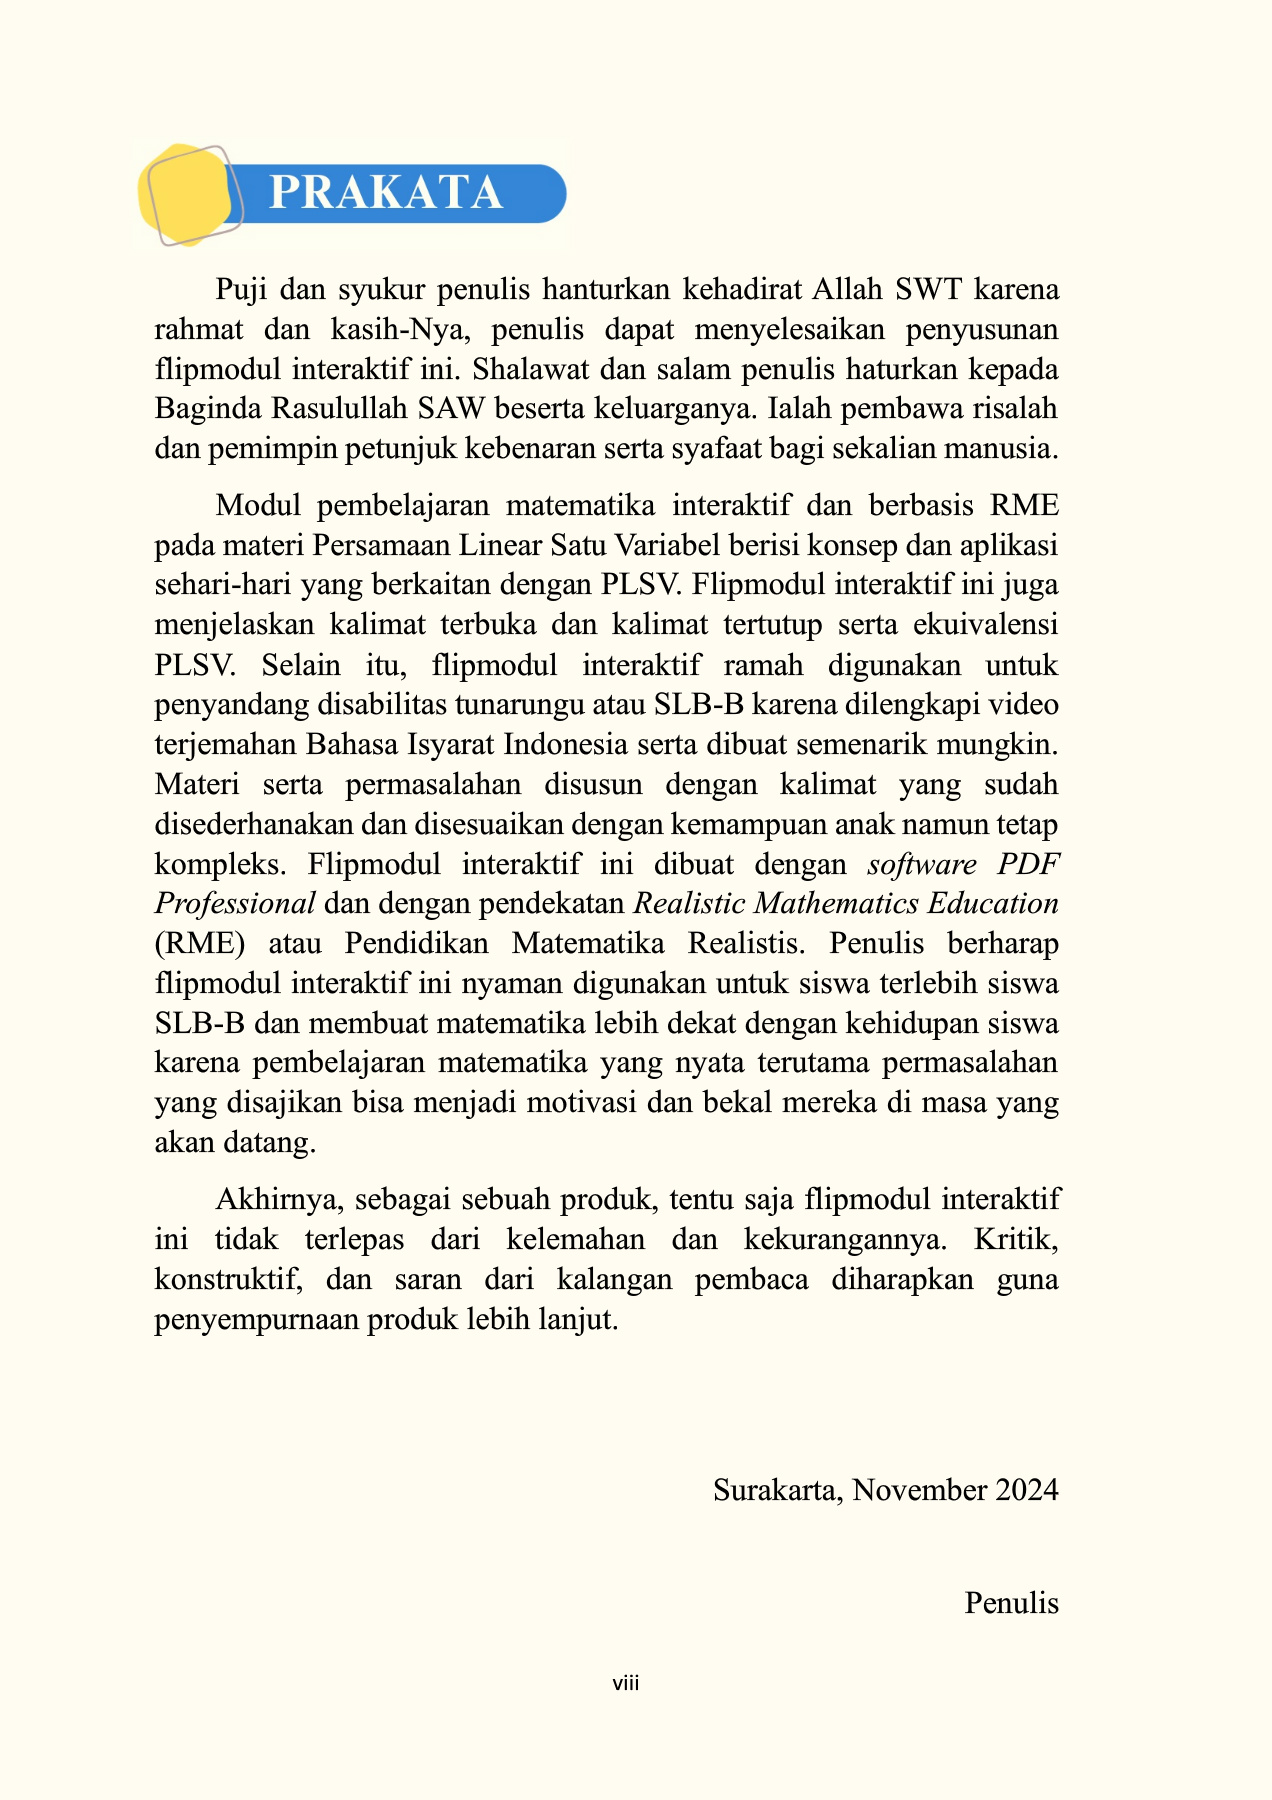 PRAKATA
Puji dan syukur penulis hanturkan kehadirat Allah SWT karena
rahmat dan kasih-Nya, penulis dapat menyelesaikan penyusunan
flipmodul interaktif ini. Shalawat dan salam penulis haturkan kepada
Baginda Rasulullah SAW beserta keluarganya. Ialah pembawa risalah
dan pemimpin petunjuk kebenaran serta syafaat bagi sekalian manusia.
Modul pembelajaran matematika interaktif dan berbasis RME
pada materi Persamaan Linear Satu Variabel berisi konsep dan aplikasi
sehari-hari yang berkaitan dengan PLSV. Flipmodul interaktif ini juga
menjelaskan kalimat terbuka dan kalimat tertutup serta ekuivalensi
PLSV. Selain itu, flipmodul interaktif ramah digunakan untuk
penyandang disabilitas tunarungu atau SLB-B karena dilengkapi video
terjemahan Bahasa Isyarat Indonesia serta dibuat semenarik mungkin.
Materi serta permasalahan disusun dengan kalimat yang sudah
disederhanakan dan disesuaikan dengan kemampuan anak namun tetap
kompleks. Flipmodul interaktif ini dibuat dengan software PDF
Professional dan dengan pendekatan Realistic Mathematics Education
(RME) atau Pendidikan Matematika Realistis. Penulis berharap
flipmodul interaktif ini nyaman digunakan untuk siswa terlebih siswa
SLB-B dan membuat matematika lebih dekat dengan kehidupan siswa
karena pembelajaran matematika yang nyata terutama permasalahan
yang disajikan bisa menjadi motivasi dan bekal mereka di masa yang
akan datang.
Akhirnya, sebagai sebuah produk, tentu saja flipmodul interaktif
ini tidak terlepas dari kelemahan dan kekurangannya. Kritik,
konstruktif, dan saran dari kalangan pembaca diharapkan guna
penyempurnaan produk lebih lanjut.
Surakarta, November 2024
Penulis
viii